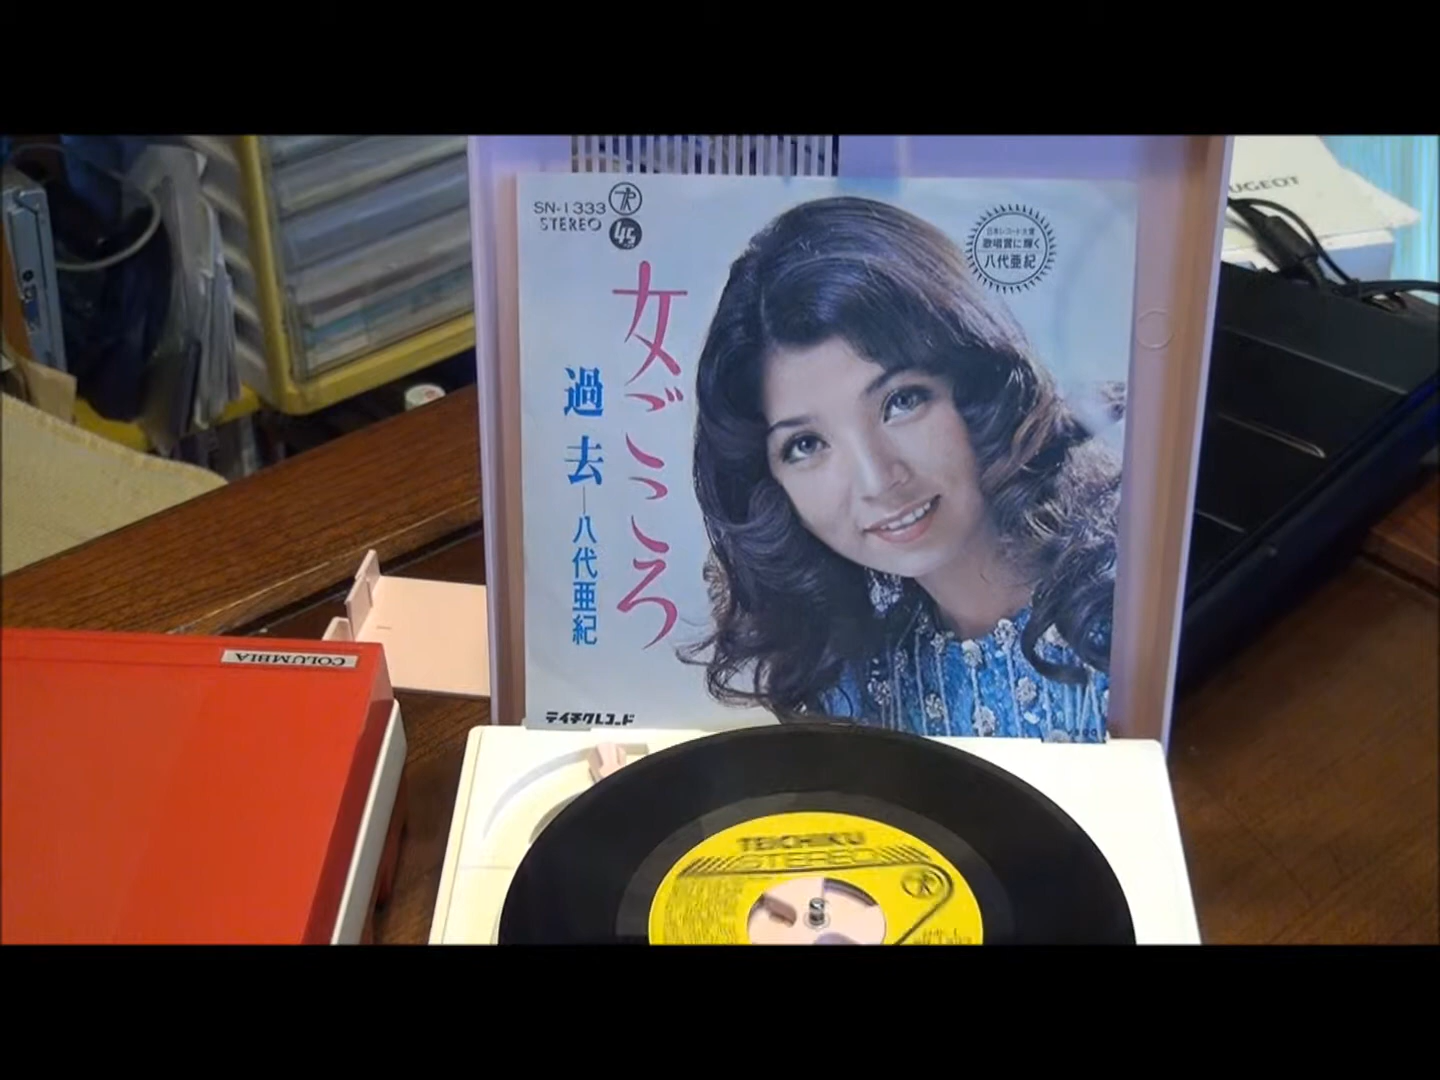 SN-1333
STEREO
45
女ごころ
過去―八代亜紀
日本レコード大賞
歌唱賞に輝く
八代亜紀
テイチクレコード
COLUMBIA
TEICHIKU
STEREO